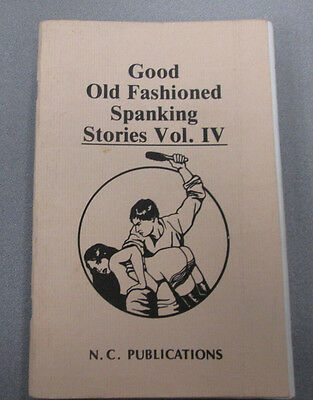 Good
Old Fashioned
Spanking
Stories Vol. IV
N.C. PUBLICATIONS